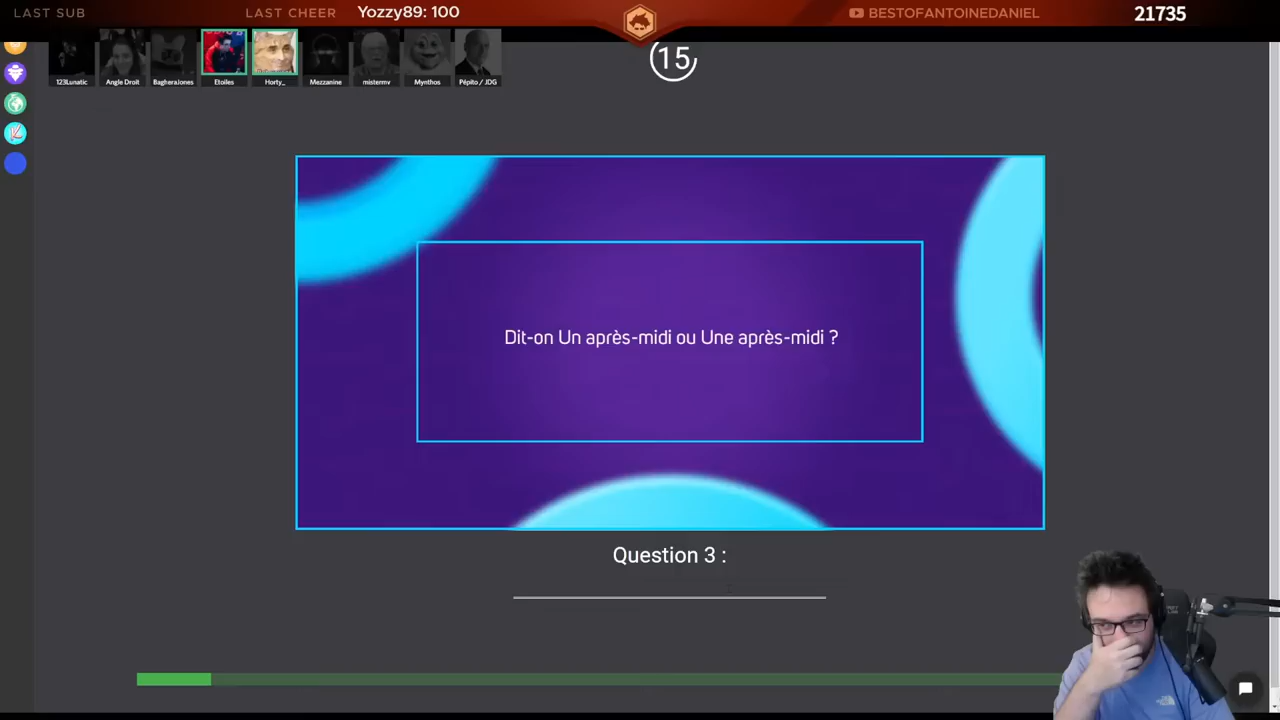 LAST SUB
LAST CHEER
Yozzy89: 100
BESTOFANTOINEDANIEL
21735
15
123Lunatic
Angle Droit
BagheraJones
Etoiles
Horty_
Mezzanine
mistermv
Mynthos
Pépito / JDG
Dit-on Un après-midi ou Une après-midi ?
Question 3 :